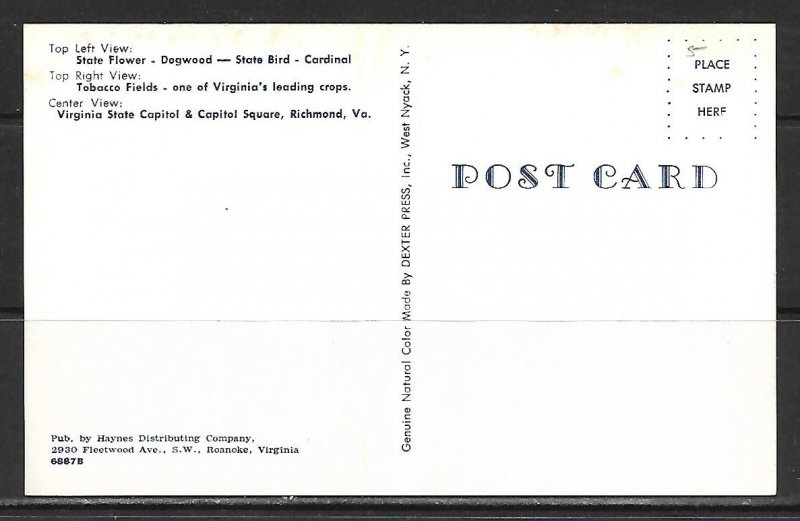 Top Left View:
State Flower - Dogwood — State Bird - Cardinal
Top Right View:
Tobacco Fields - one of Virginia's leading crops.
Center View:
Virginia State Capitol & Capitol Square, Richmond, Va.
Pub. by Haynes Distributing Company,
2930 Fleetwood Ave., S.W., Roanoke, Virginia
6887B
Genuine Natural Color Made By DEXTER PRESS, Inc., West Nyack, N. Y.
5
PLACE
STAMP
HERE
POST CARD